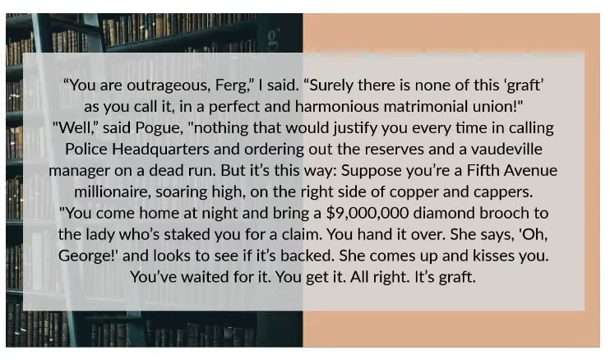 “You are outrageous, Ferg,” I said. “Surely there is none of this ‘graft’
as you call it, in a perfect and harmonious matrimonial union!"
"Well,” said Pogue, "nothing that would justify you every time in calling
Police Headquarters and ordering out the reserves and a vaudeville
manager on a dead run. But it’s this way: Suppose you’re a Fifth Avenue
millionaire, soaring high, on the right side of copper and cappers.
"You come home at night and bring a $9,000,000 diamond brooch to
the lady who’s staked you for a claim. You hand it over. She says, 'Oh,
George!' and looks to see if it’s backed. She comes up and kisses you.
You’ve waited for it. You get it. All right. It’s graft.